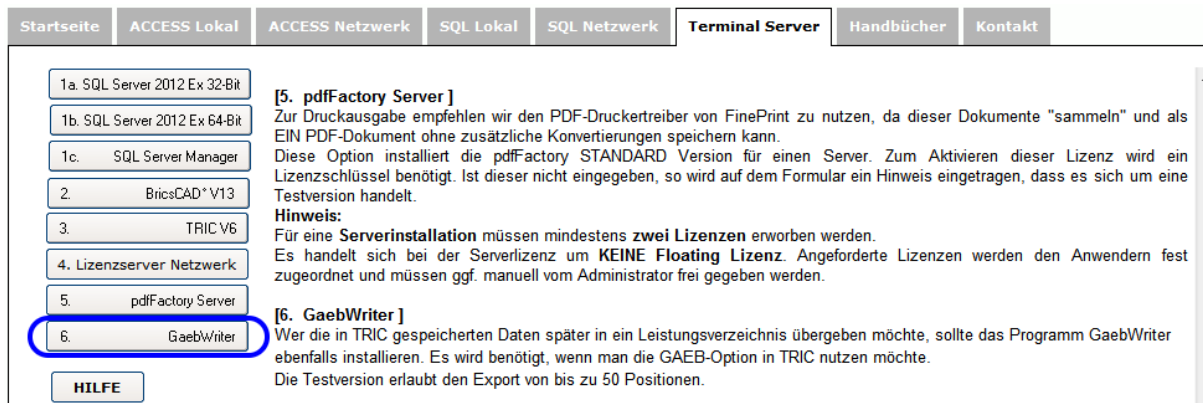 Startseite ACCESS Lokal ACCESS Netzwerk SQL Lokal SQL Netzwerk Terminal Server Handbücher Kontakt
1a. SQL Server 2012 Ex 32-Bit
1b. SQL Server 2012 Ex 64-Bit
1c. SQL Server Manager
2. BricsCAD* V13
3. TRIC V6
4. Lizenzserver Netzwerk
5. pdfFactory Server
6. GaebWriter
HILFE
[5. pdfFactory Server ]
Zur Druckausgabe empfehlen wir den PDF-Druckertreiber von FinePrint zu nutzen, da dieser Dokumente "sammeln" und als
EIN PDF-Dokument ohne zusätzliche Konvertierungen speichern kann.
Diese Option installiert die pdfFactory STANDARD Version für einen Server. Zum Aktivieren dieser Lizenz wird ein
Lizenzschlüssel benötigt. Ist dieser nicht eingegeben, so wird auf dem Formular ein Hinweis eingetragen, dass es sich um eine
Testversion handelt.
Hinweis:
Für eine Serverinstallation müssen mindestens zwei Lizenzen erworben werden.
Es handelt sich bei der Serverlizenz um KEINE Floating Lizenz. Angeforderte Lizenzen werden den Anwendern fest
zugeordnet und müssen ggf. manuell vom Administrator frei gegeben werden.
[6. GaebWriter ]
Wer die in TRIC gespeicherten Daten später in ein Leistungsverzeichnis übergeben möchte, sollte das Programm GaebWriter
ebenfalls installieren. Es wird benötigt, wenn man die GAEB-Option in TRIC nutzen möchte.
Die Testversion erlaubt den Export von bis zu 50 Positionen.